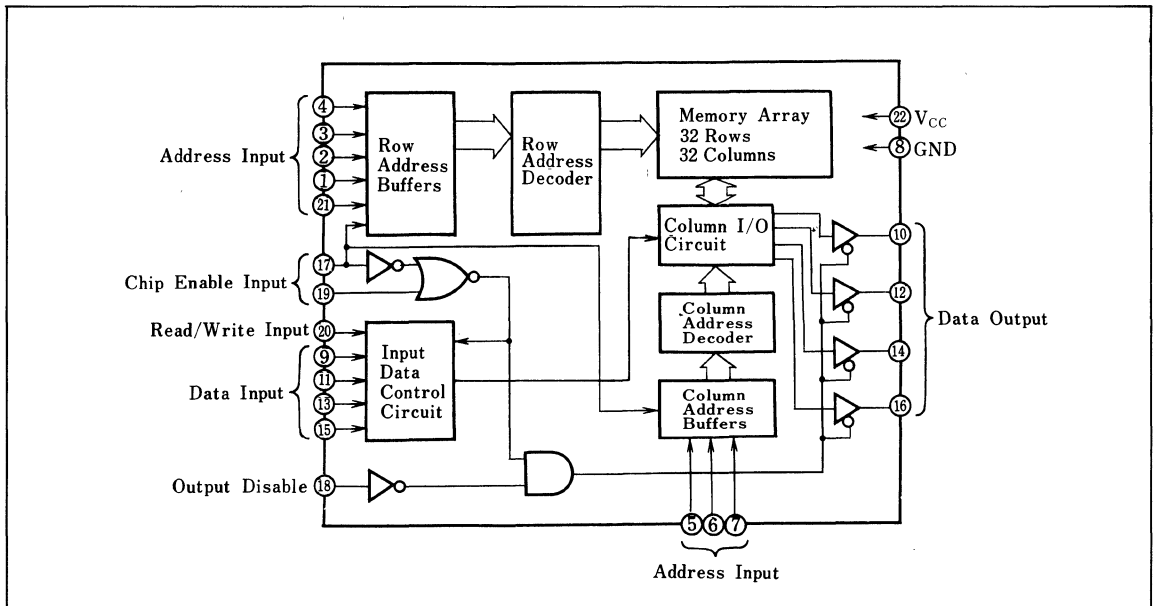 Address Input
④
③
②
①
㉑
Row
Address
Buffers
Row
Address
Decoder
Memory Array
32 Rows
32 Columns
㉒ VCC
⑧ GND
Chip Enable Input
⑰
⑲
Column I/O
Circuit
⑩
⑫
⑭
⑯
Data Output
Read/Write Input ⑳
Data Input
⑨
⑪
⑬
⑮
Input
Data
Control
Circuit
Column
Address
Decoder
Column
Address
Buffers
Output Disable ⑱
⑤ ⑥ ⑦
Address Input